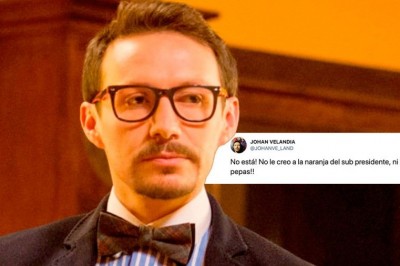 JOHAN VELANDIA
@JOHANVE_LAND
No está! No le creo a la naranja del sub presidente, ni
pepas!!